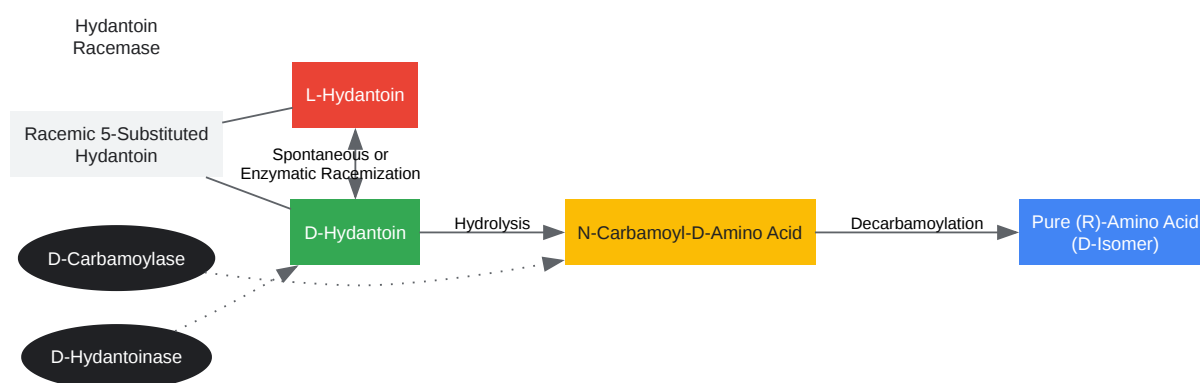 Hydantoin
Racemase
L-Hydantoin
Racemic 5-Substituted
Hydantoin
Spontaneous or
Enzymatic Racemization
D-Hydantoin
Hydrolysis
N-Carbamoyl-D-Amino Acid
Decarbamoylation
Pure (R)-Amino Acid
(D-Isomer)
D-Carbamoylase
D-Hydantoinase